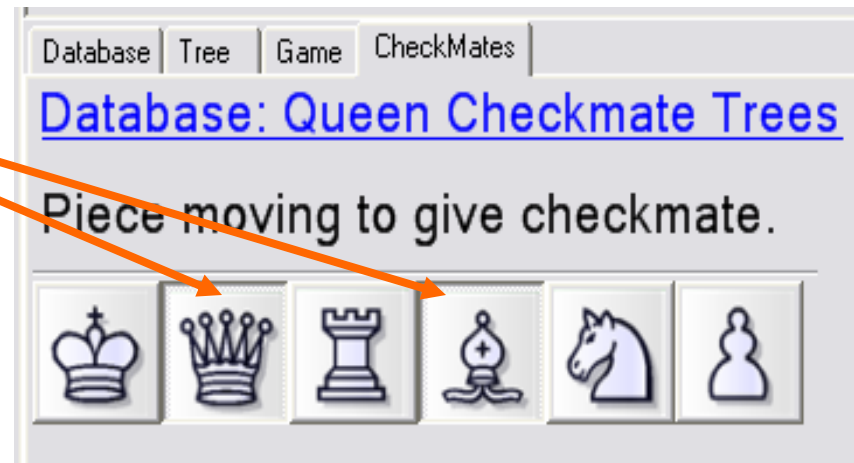 Database Tree Game CheckMates
Database: Queen Checkmate Trees
Piece moving to give checkmate.